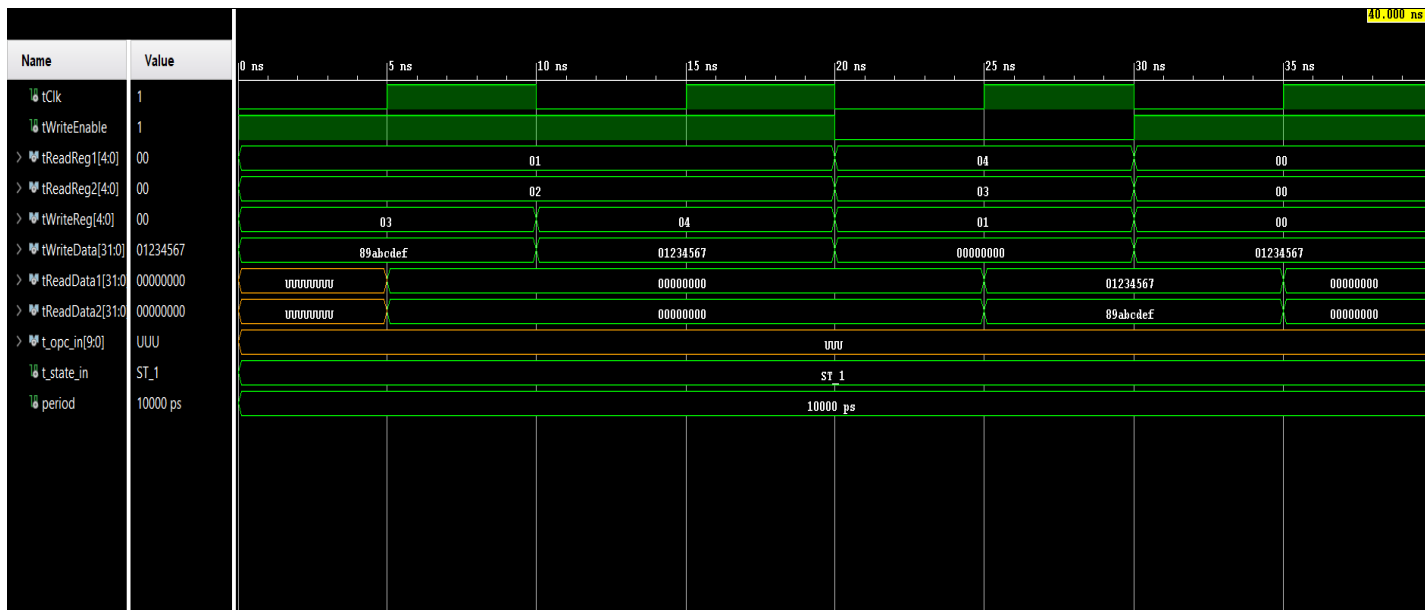 40.000 ns
Name Value
0 ns 5 ns 10 ns 15 ns 20 ns 25 ns 30 ns 35 ns
tClk 1
tWriteEnable 1
tReadReg1[4:0] 00 01 04 00
tReadReg2[4:0] 00 02 03 00
tWriteReg[4:0] 00 03 04 01 00
tWriteData[31:0] 01234567 89abcdef 01234567 00000000 01234567
tReadData1[31:0 00000000 UUUUUUUU 00000000 01234567 00000000
tReadData2[31:0 00000000 UUUUUUUU 00000000 89abcdef 00000000
t_opc_in[9:0] UUU UUU
t_state_in ST_1 ST_1
period 10000 ps 10000 ps